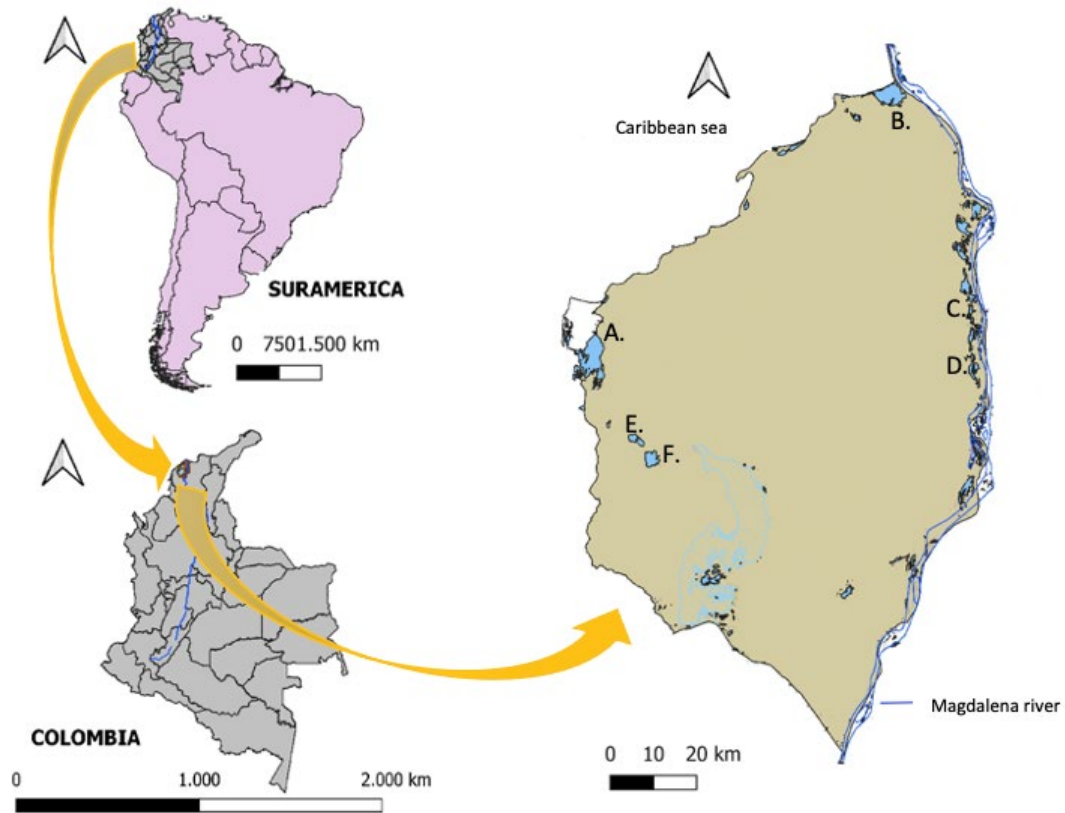 SURAMERICA
0 7501.500 km
COLOMBIA
0 1.000 2.000 km
Caribbean sea
B.
A.
C.
D.
E.
F.
Magdalena river
0 10 20 km